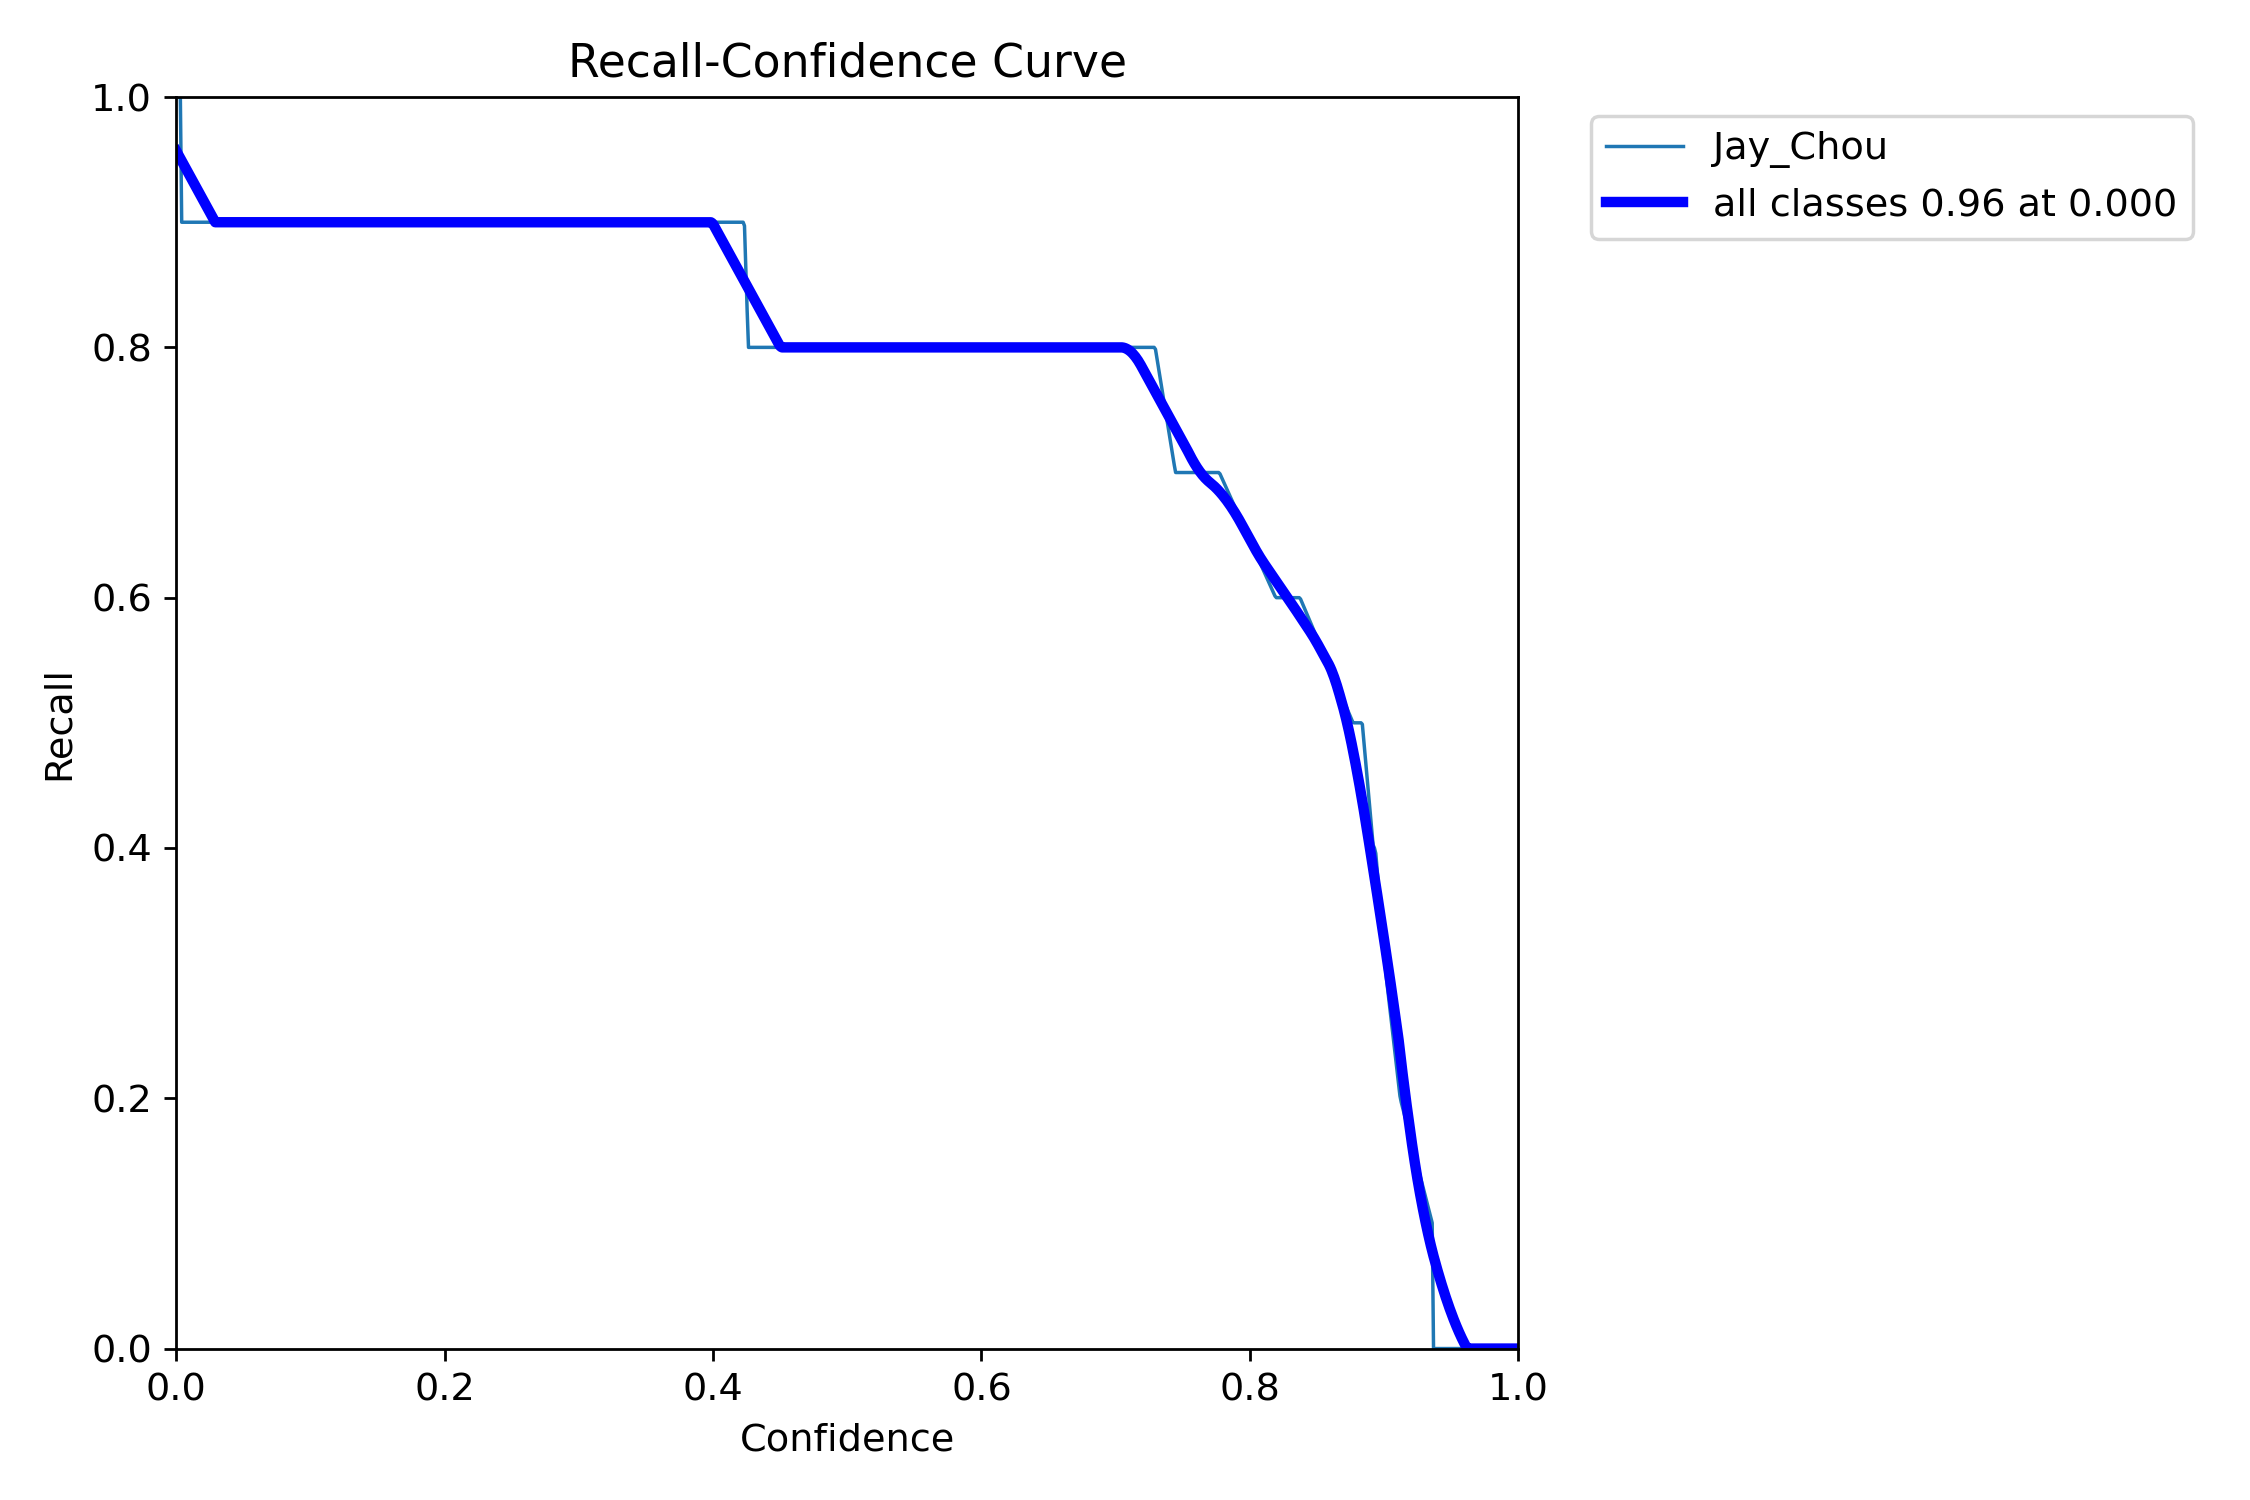 Recall-Confidence Curve
1.0
0.8
0.6
0.4
0.2
0.0
Recall
0.0 0.2 0.4 0.6 0.8 1.0
Confidence
Jay_Chou
all classes 0.96 at 0.000